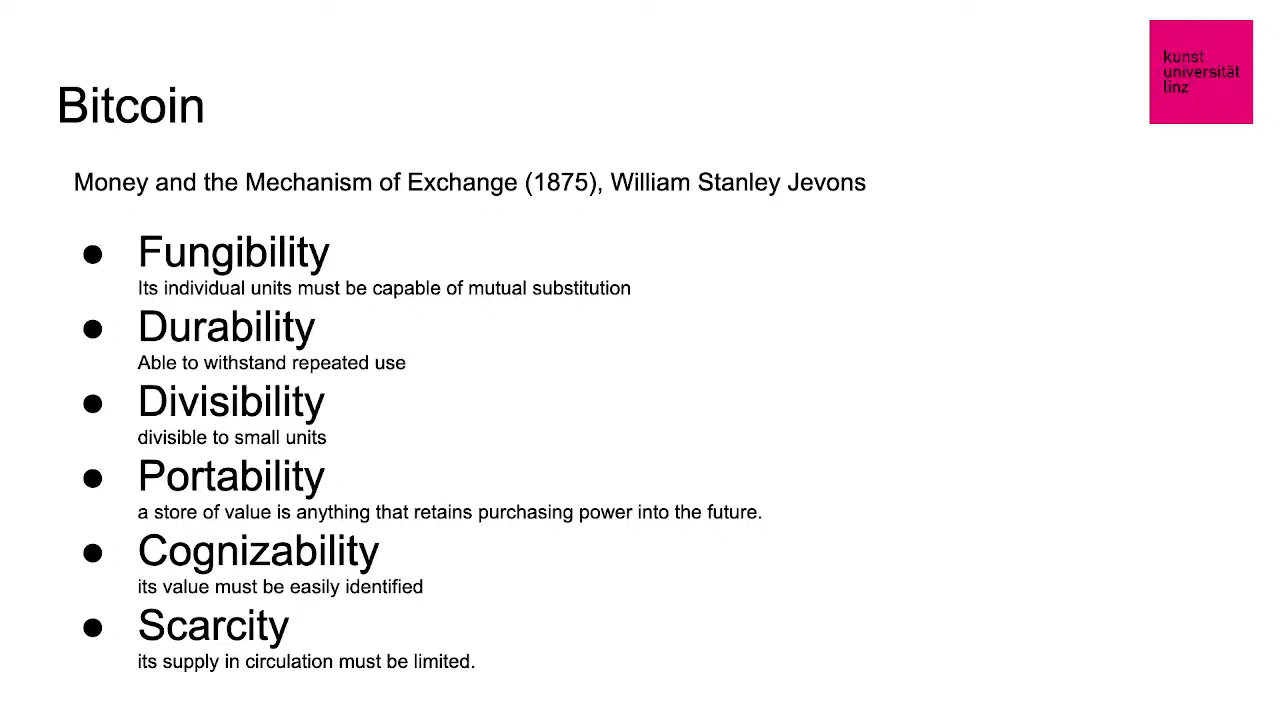 kunst
universität
linz
Bitcoin
Money and the Mechanism of Exchange (1875), William Stanley Jevons
● Fungibility
Its individual units must be capable of mutual substitution
● Durability
Able to withstand repeated use
● Divisibility
divisible to small units
● Portability
a store of value is anything that retains purchasing power into the future.
● Cognizability
its value must be easily identified
● Scarcity
its supply in circulation must be limited.